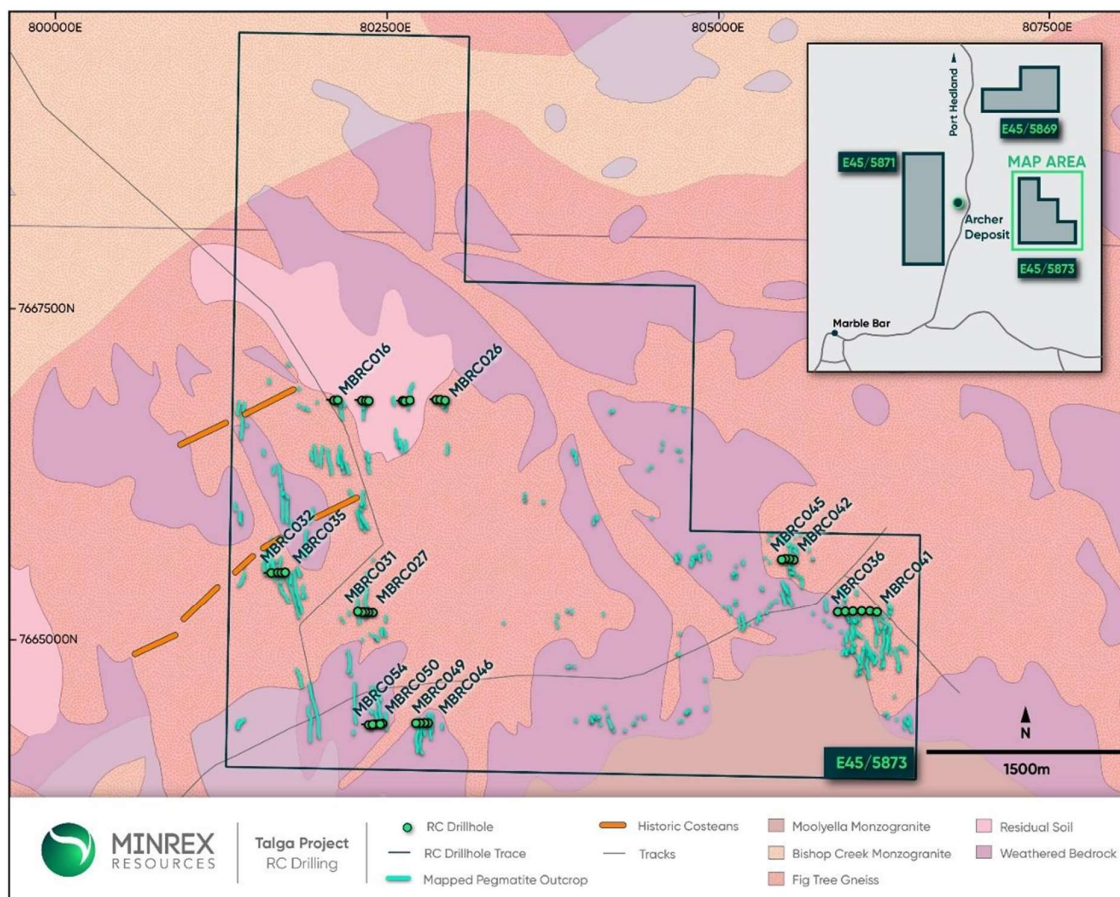 800000E
802500E
805000E
807500E
Port Hedland
E45/5869
E45/5871
MAP AREA
Archer
Deposit
E45/5873
Marble Bar
7667500N
MBRC016
MBRC026
MBRC032
MBRC035
MBRC031
MBRC027
MBRC045
MBRC042
MBRC036
MBRC041
7665000N
MBRC054
MBRC050
MBRC049
MBRC046
N
E45/5873
1500m
MINREX
RESOURCES
Talga Project
RC Drilling
RC Drillhole
RC Drillhole Trace
Mapped Pegmatite Outcrop
Historic Costeans
Tracks
Moolyella Monzogranite
Bishop Creek Monzogranite
Fig Tree Gneiss
Residual Soil
Weathered Bedrock